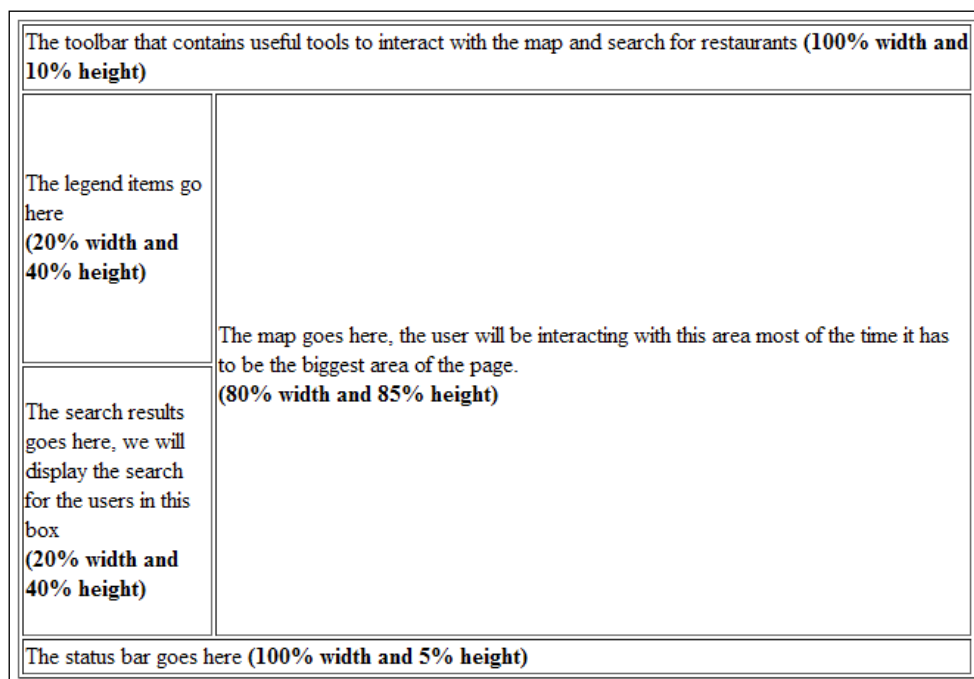 The toolbar that contains useful tools to interact with the map and search for restaurants (100% width and
10% height)
The legend items go
here
(20% width and
40% height)
The map goes here, the user will be interacting with this area most of the time it has
to be the biggest area of the page.
(80% width and 85% height)
The search results
goes here, we will
display the search
for the users in this
box
(20% width and
40% height)
The status bar goes here (100% width and 5% height)